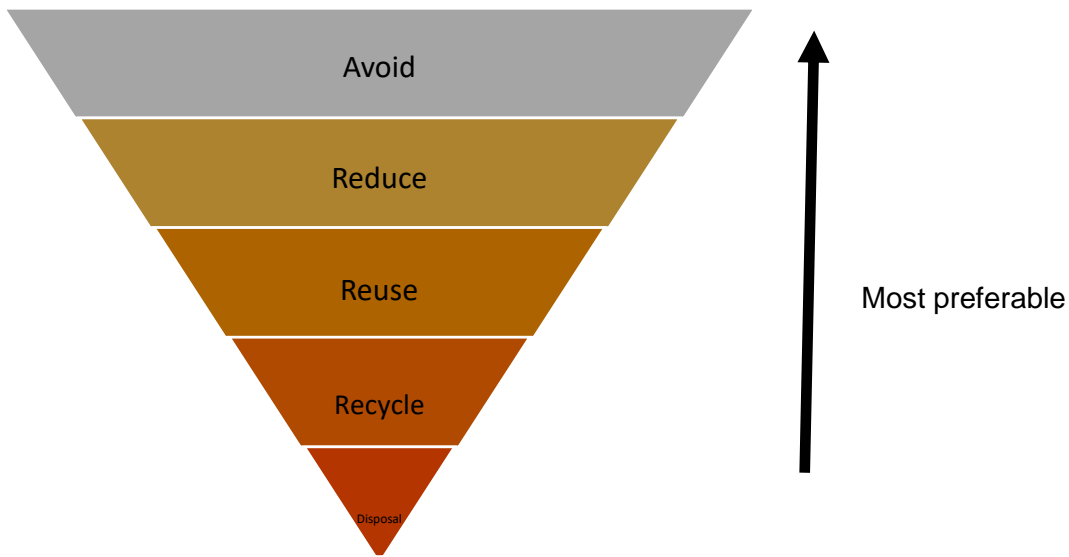 Avoid
Reduce
Reuse
Most preferable
Recycle
Disposal